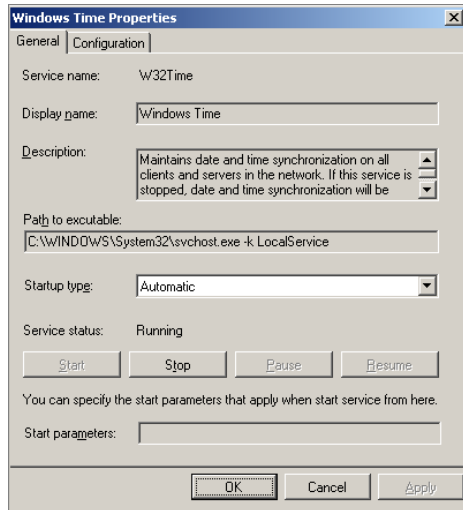 Windows Time Properties
General Configuration
Service name: W32Time
Display name: Windows Time
Description: Maintains date and time synchronization on all
clients and servers in the network. If this service is
stopped, date and time synchronization will be
Path to excutable:
C:\WINDOWS\System32\svchost.exe -k LocalService
Startup type: Automatic
Service status: Running
Start Stop Pause Resume
You can specify the start parameters that apply when start service from here.
Start parameters:
OK Cancel Apply